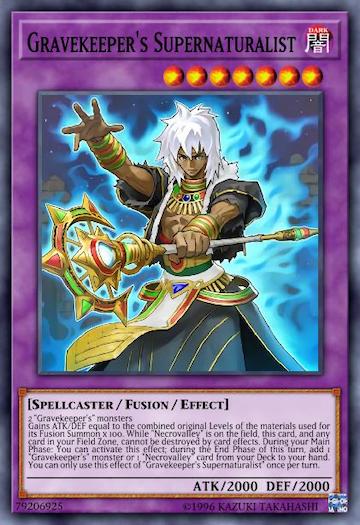 GRAVEKEEPER'S SUPERNATURALIST
DARK
闇
[SPELLCASTER / FUSION / EFFECT]
2 "Gravekeeper's" monsters
Gains ATK/DEF equal to the combined original Levels of the materials used for
its Fusion Summon x 100. While "Necrovalley" is on the field, this card, and any
card in your Field Zone, cannot be destroyed by card effects. During your Main
Phase: You can activate this effect; during the End Phase of this turn, add 1
"Gravekeeper's" monster or 1 "Necrovalley" card from your Deck to your hand.
You can only use this effect of "Gravekeeper's Supernaturalist" once per turn.
ATK/2000 DEF/2000
79206925
©1996 KAZUKI TAKAHASHI